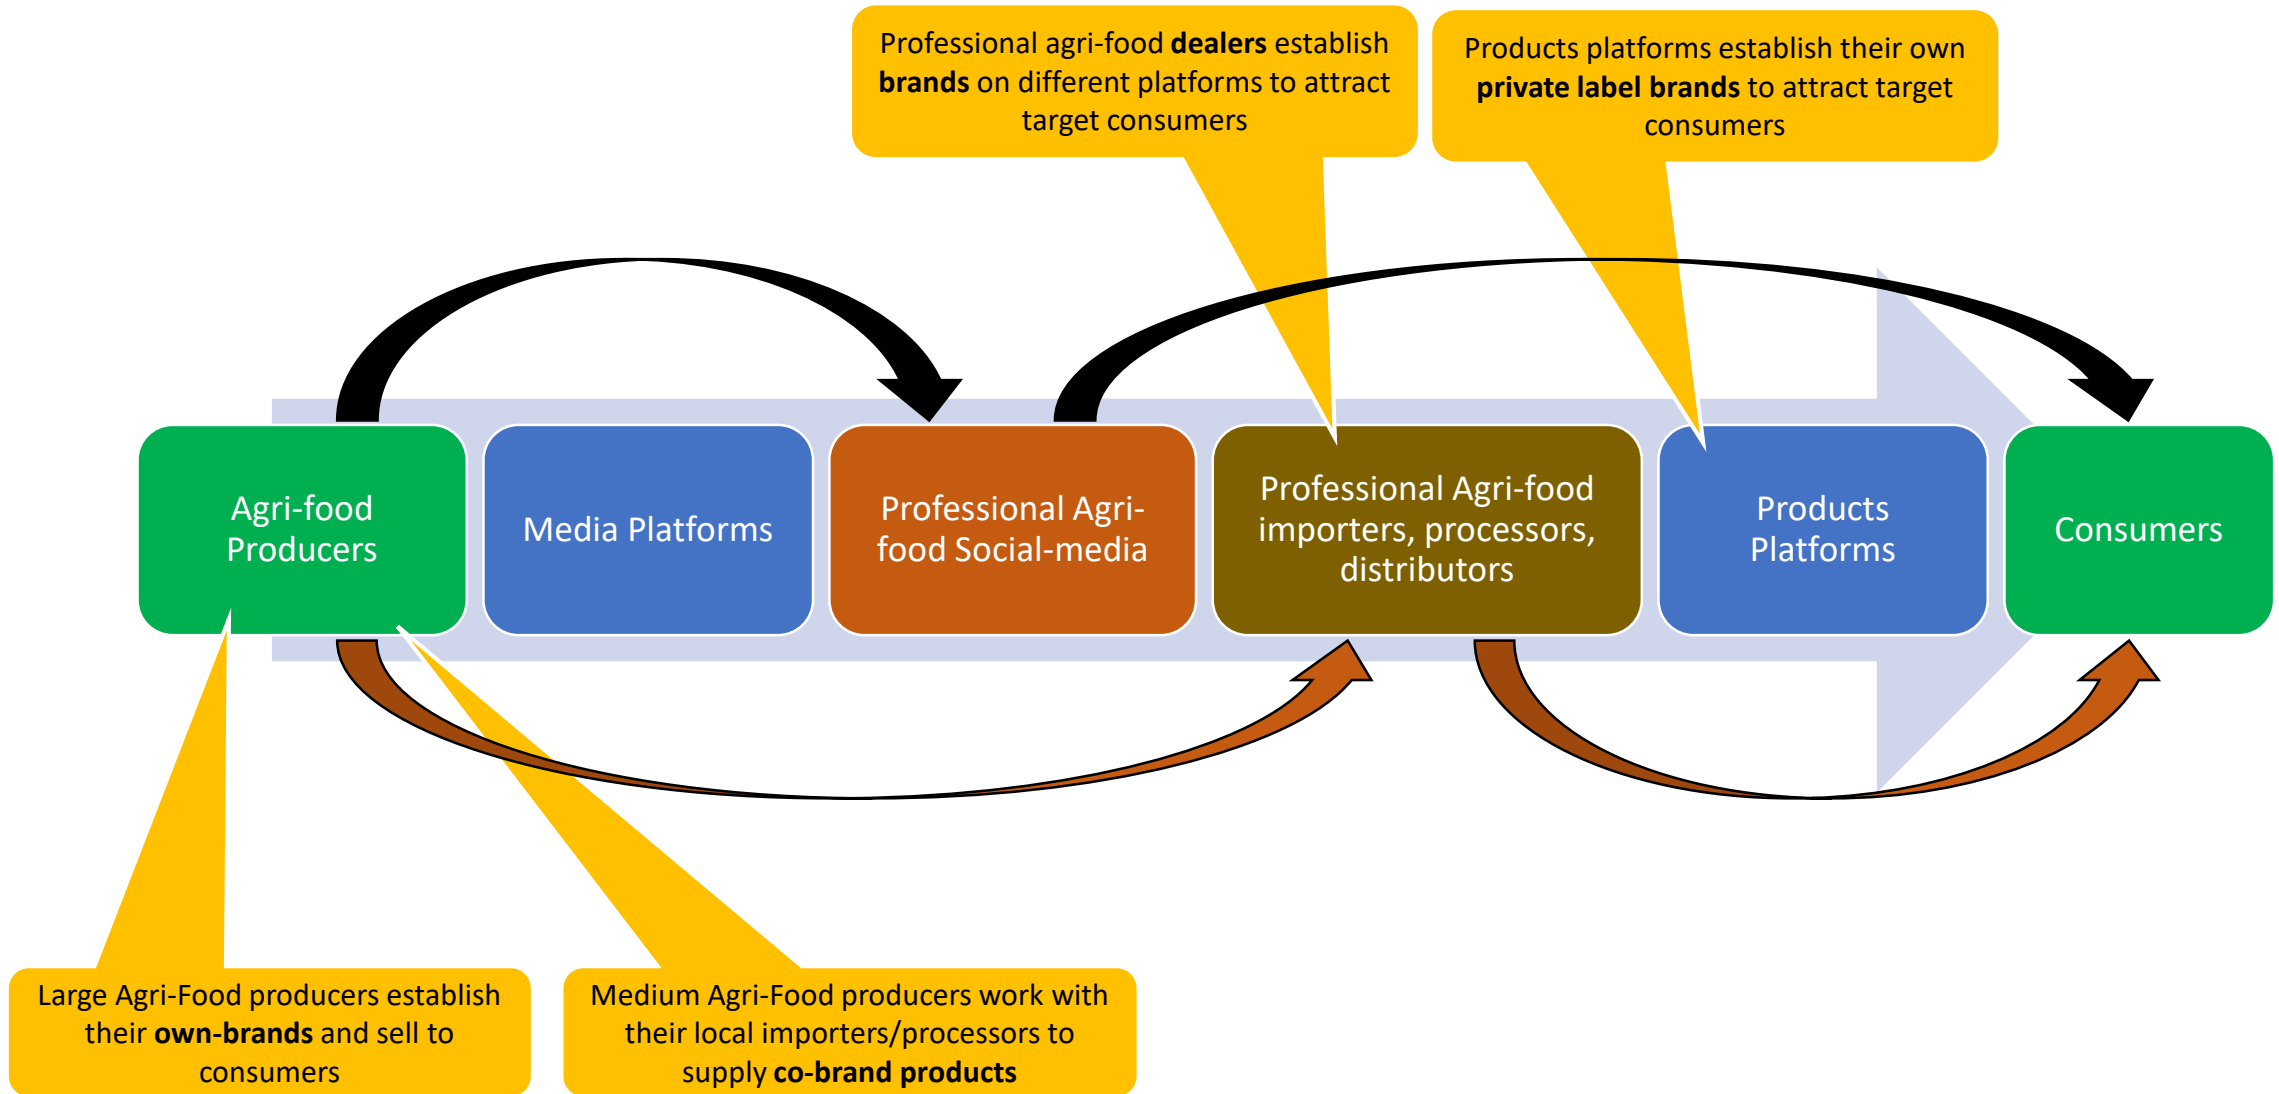 Professional agri-food dealers establish
brands on different platforms to attract
target consumers
Products platforms establish their own
private label brands to attract target
consumers
Agri-food
Producers
Media Platforms
Professional Agri-
food Social-media
Professional Agri-food
importers, processors,
distributors
Products
Platforms
Consumers
Large Agri-Food producers establish
their own-brands and sell to
consumers
Medium Agri-Food producers work with
their local importers/processors to
supply co-brand products